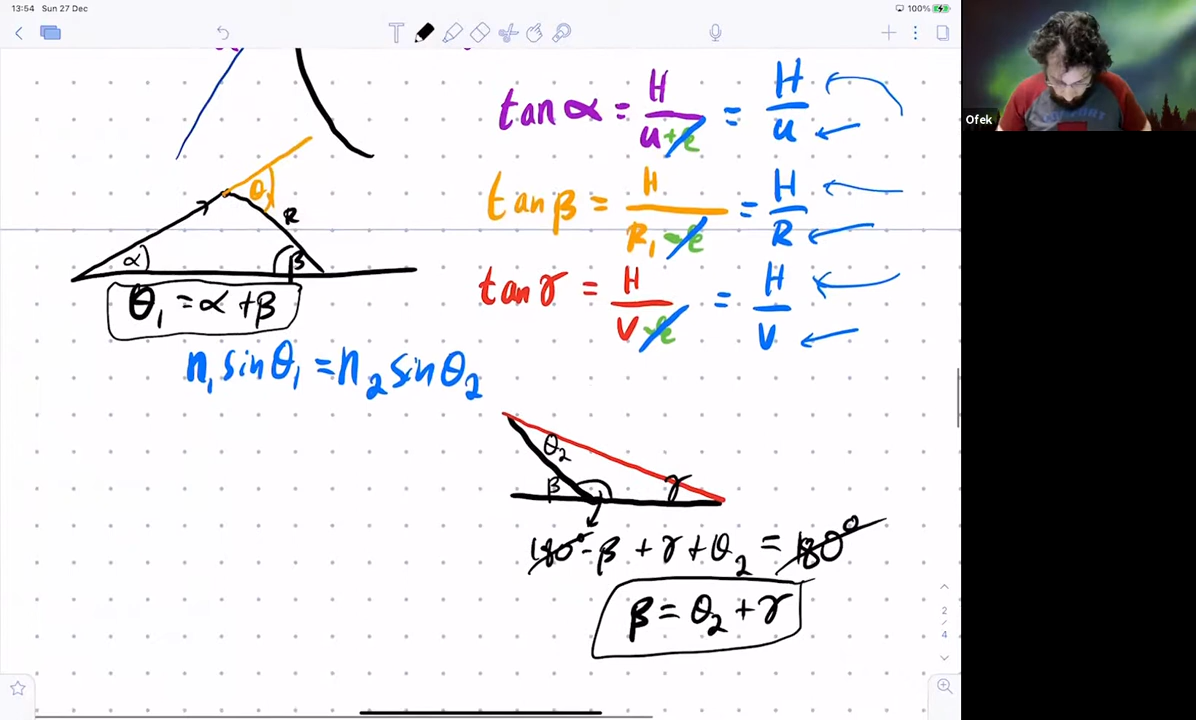 13:54 Sun 27 Dec
100%
tan α = H / u + ℓ = H / u
tan β = H / R₁ - ℓ = H / R
tan γ = H / V - ℓ = H / V
θ₁
R
α
β
θ₁ = α + β
n₁ sin θ₁ = n₂ sin θ₂
θ₂
β
γ
180° - β + γ + θ₂ = 180°
β = θ₂ + γ
2
/
4
Ofek